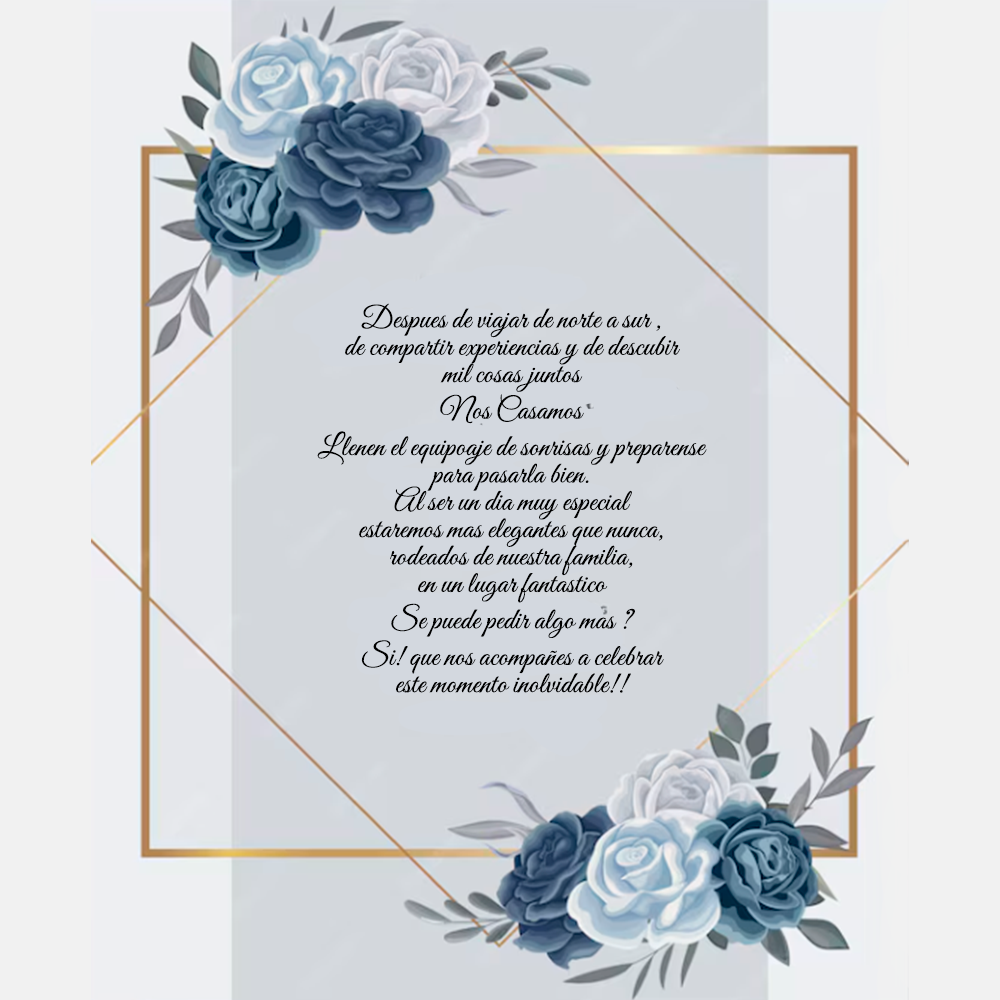 Despues de viajar de norte a sur ,
de compartir experiencias y de descubir
mil cosas juntos
Nos Casamos
Llenen el equipoaje de sonrisas y preparense
para pasarla bien.
Al ser un dia muy especial
estaremos mas elegantes que nunca,
rodeados de nuestra familia,
en un lugar fantastico
Se puede pedir algo màs ?
Si! que nos acompañes a celebrar
este momento inolvidable!!